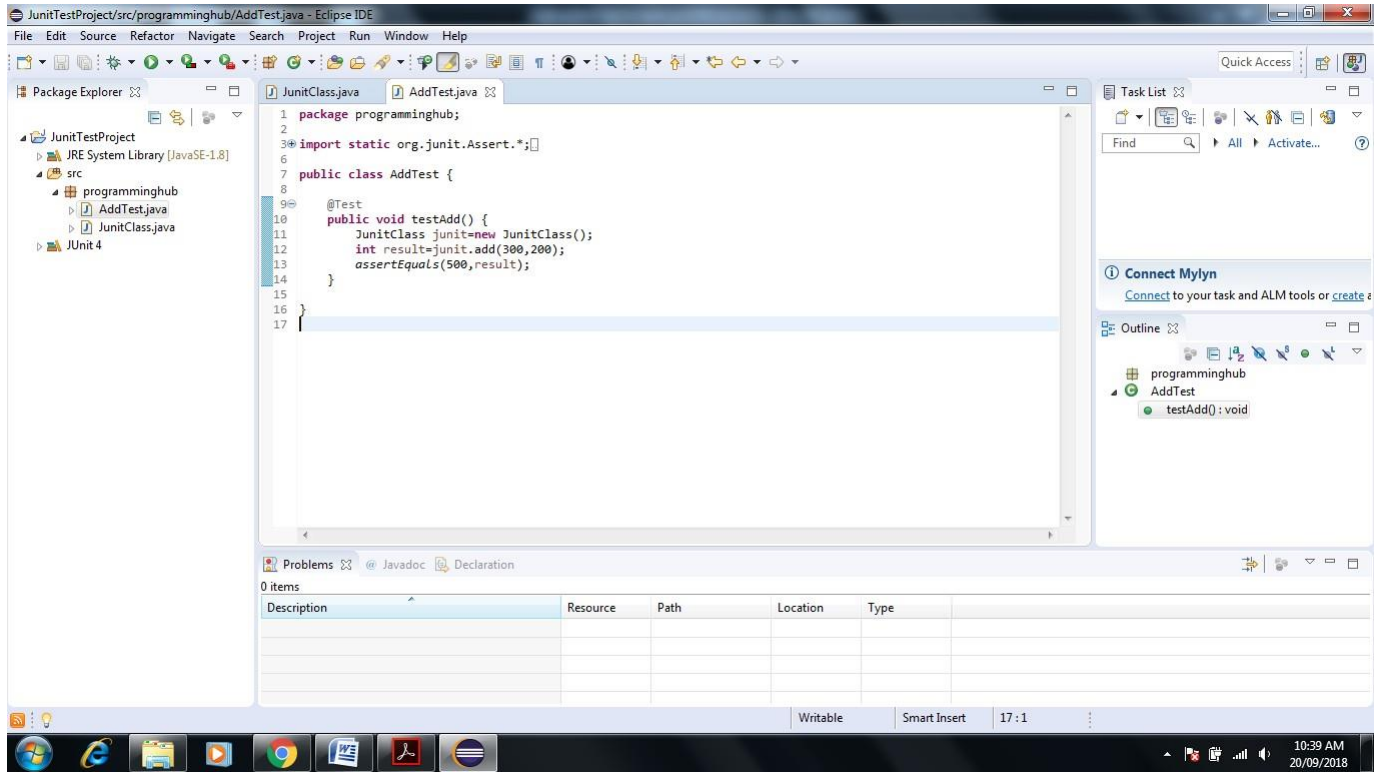 JunitTestProject/src/programminghub/AddTest.java - Eclipse IDE
File Edit Source Refactor Navigate Search Project Run Window Help
Quick Access
Package Explorer
JunitTestProject
JRE System Library [JavaSE-1.8]
src
programminghub
AddTest.java
JunitClass.java
JUnit 4
JunitClass.java AddTest.java
1 package programminghub;
2
3 import static org.junit.Assert.*;
6
7 public class AddTest {
8
9 @Test
10 public void testAdd() {
11 JunitClass junit=new JunitClass();
12 int result=junit.add(300,200);
13 assertEquals(500,result);
14 }
15
16 }
17
Task List
Find All Activate...
Connect Mylyn
Connect to your task and ALM tools or create a
Outline
programminghub
AddTest
testAdd() : void
Problems @ Javadoc Declaration
0 items
Description Resource Path Location Type
Writable Smart Insert 17 : 1
10:39 AM
20/09/2018